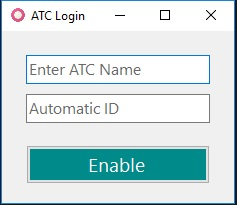 ATC Login
Enter ATC Name
Automatic ID
Enable